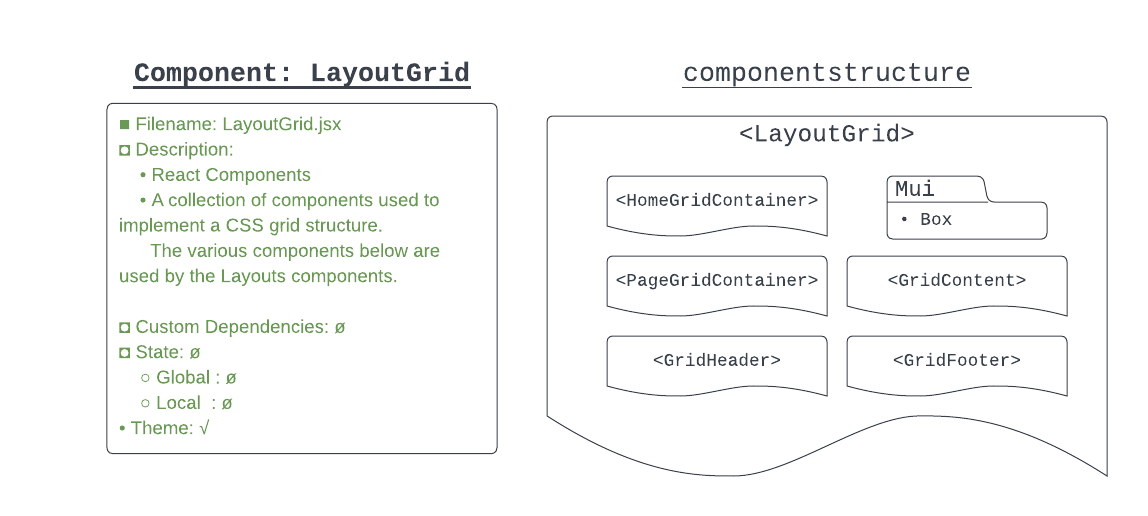 Component: LayoutGrid
■ Filename: LayoutGrid.jsx
◘ Description:
• React Components
• A collection of components used to
implement a CSS grid structure.
The various components below are
used by the Layouts components.
◘ Custom Dependencies: ø
◘ State: ø
○ Global : ø
○ Local  : ø
• Theme: √
componentstructure
<LayoutGrid>
<HomeGridContainer>
Mui
• Box
<PageGridContainer>
<GridContent>
<GridHeader>
<GridFooter>